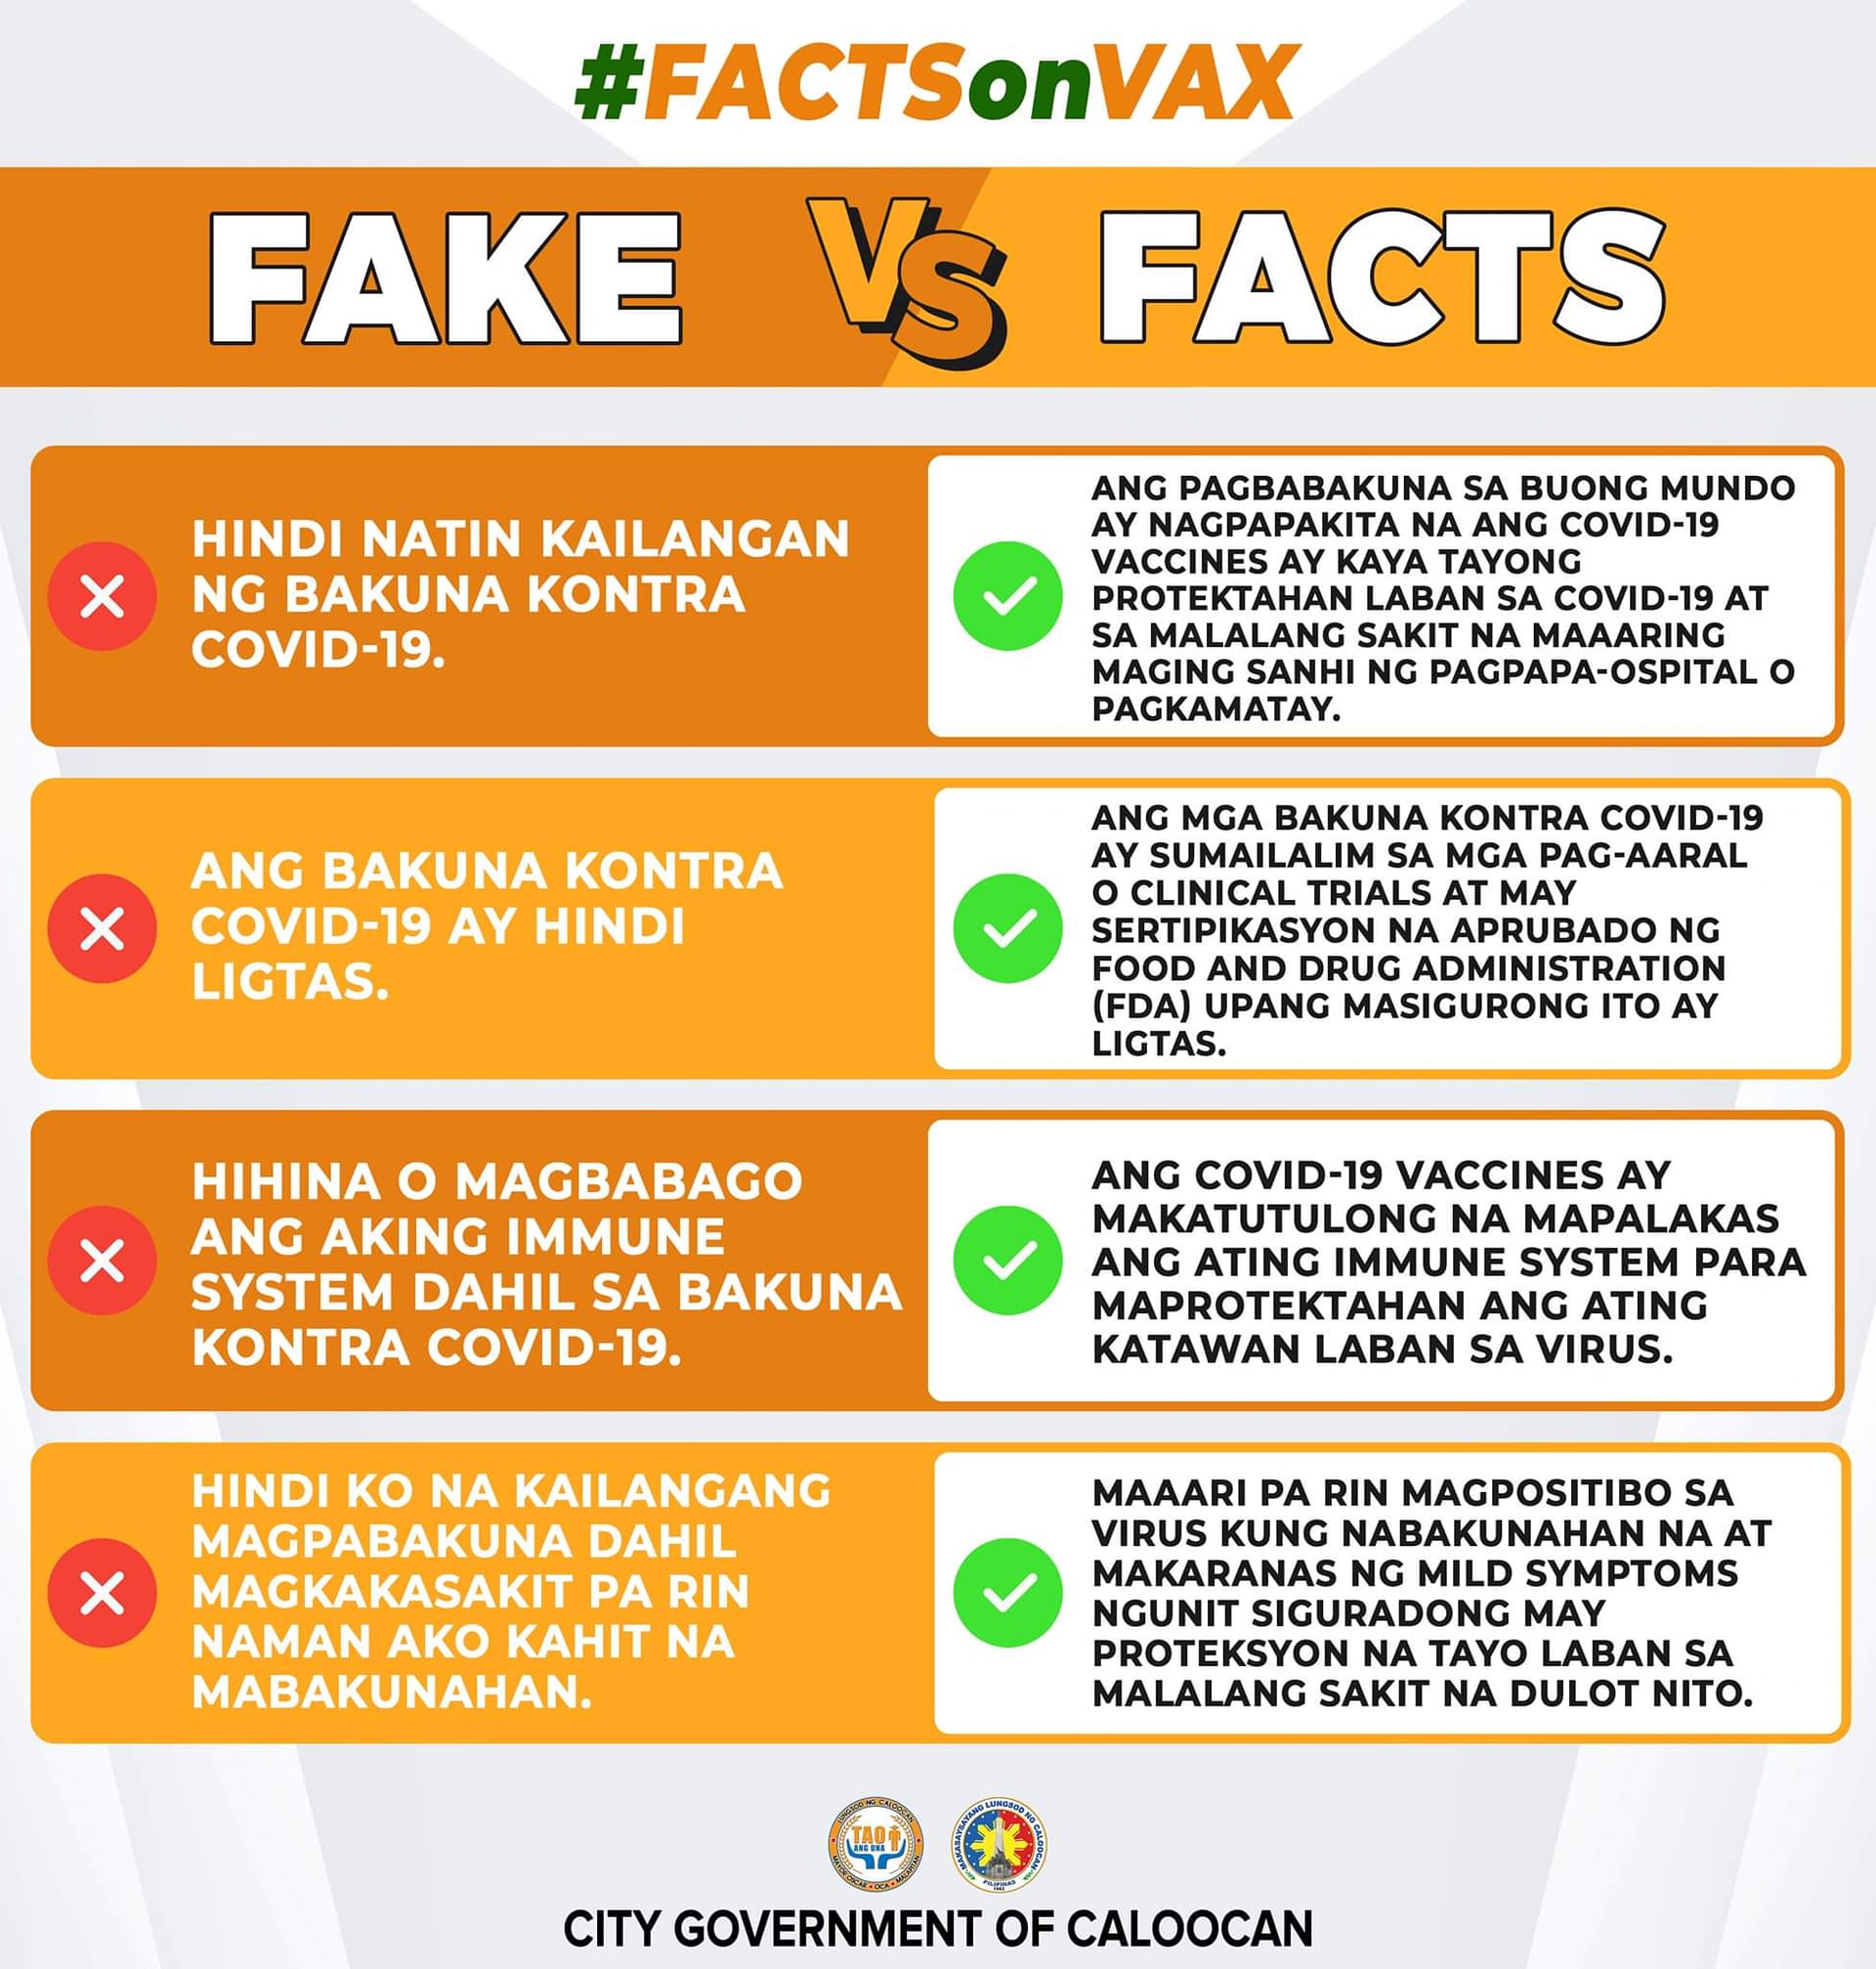 #FACTSonVAX
FAKE VS FACTS
HINDI NATIN KAILANGAN
NG BAKUNA KONTRA
COVID-19.
ANG PAGBABAKUNA SA BUONG MUNDO
AY NAGPAPAKITA NA ANG COVID-19
VACCINES AY KAYA TAYONG
PROTEKTAHAN LABAN SA COVID-19 AT
SA MALALANG SAKIT NA MAAARING
MAGING SANHI NG PAGPAPA-OSPITAL O
PAGKAMATAY.
ANG BAKUNA KONTRA
COVID-19 AY HINDI
LIGTAS.
ANG MGA BAKUNA KONTRA COVID-19
AY SUMAILALIM SA MGA PAG-AARAL
O CLINICAL TRIALS AT MAY
SERTIPIKASYON NA APRUBADO NG
FOOD AND DRUG ADMINISTRATION
(FDA) UPANG MASIGURONG ITO AY
LIGTAS.
HIHINA O MAGBABAGO
ANG AKING IMMUNE
SYSTEM DAHIL SA BAKUNA
KONTRA COVID-19.
ANG COVID-19 VACCINES AY
MAKATUTULONG NA MAPALAKAS
ANG ATING IMMUNE SYSTEM PARA
MAPROTEKTAHAN ANG ATING
KATAWAN LABAN SA VIRUS.
HINDI KO NA KAILANGANG
MAGPABAKUNA DAHIL
MAGKAKASAKIT PA RIN
NAMAN AKO KAHIT NA
MABAKUNAHAN.
MAAARI PA RIN MAGPOSITIBO SA
VIRUS KUNG NABAKUNAHAN NA AT
MAKARANAS NG MILD SYMPTOMS
NGUNIT SIGURADONG MAY
PROTEKSYON NA TAYO LABAN SA
MALALANG SAKIT NA DULOT NITO.
LUNGSOD NG CALOOCAN
TAO
ANG UNA
MAYOR OSCAR • OCA • MALAPITAN
MAKASAYSAYANG LUNGSOD NG CALOOCAN
PILIPINAS
1962
CITY GOVERNMENT OF CALOOCAN